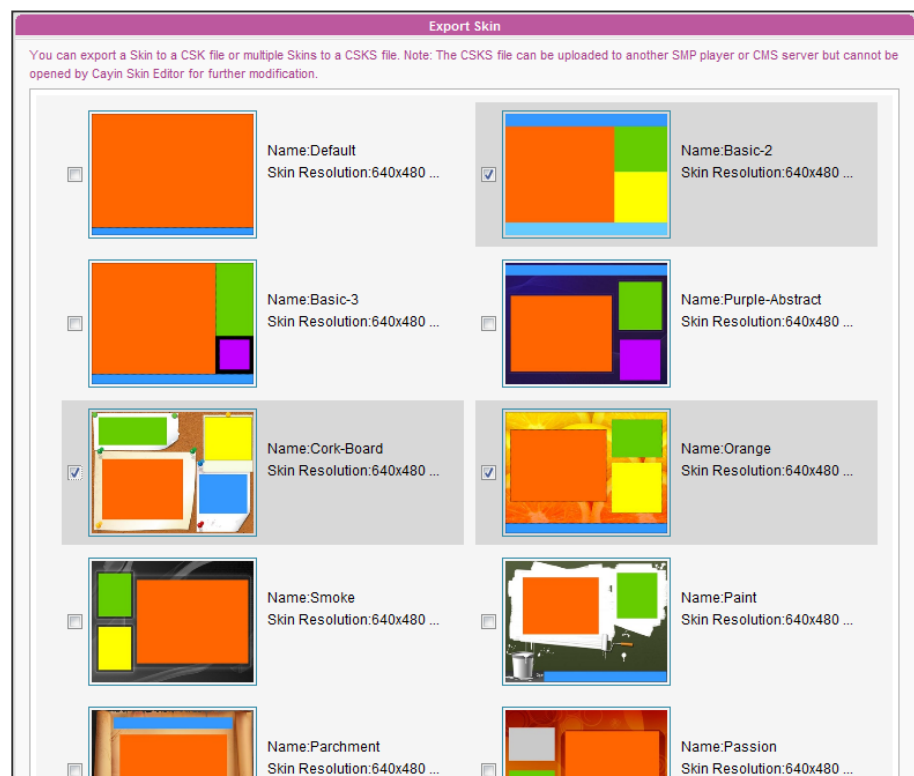 Export Skin
You can export a Skin to a CSK file or multiple Skins to a CSKS file. Note: The CSKS file can be uploaded to another SMP player or CMS server but cannot be
opened by Cayin Skin Editor for further modification.
Name:Default
Skin Resolution:640x480 ...
Name:Basic-2
Skin Resolution:640x480 ...
Name:Basic-3
Skin Resolution:640x480 ...
Name:Purple-Abstract
Skin Resolution:640x480 ...
Name:Cork-Board
Skin Resolution:640x480 ...
Name:Orange
Skin Resolution:640x480 ...
Name:Smoke
Skin Resolution:640x480 ...
Name:Paint
Skin Resolution:640x480 ...
Name:Parchment
Skin Resolution:640x480 ...
Name:Passion
Skin Resolution:640x480 ...